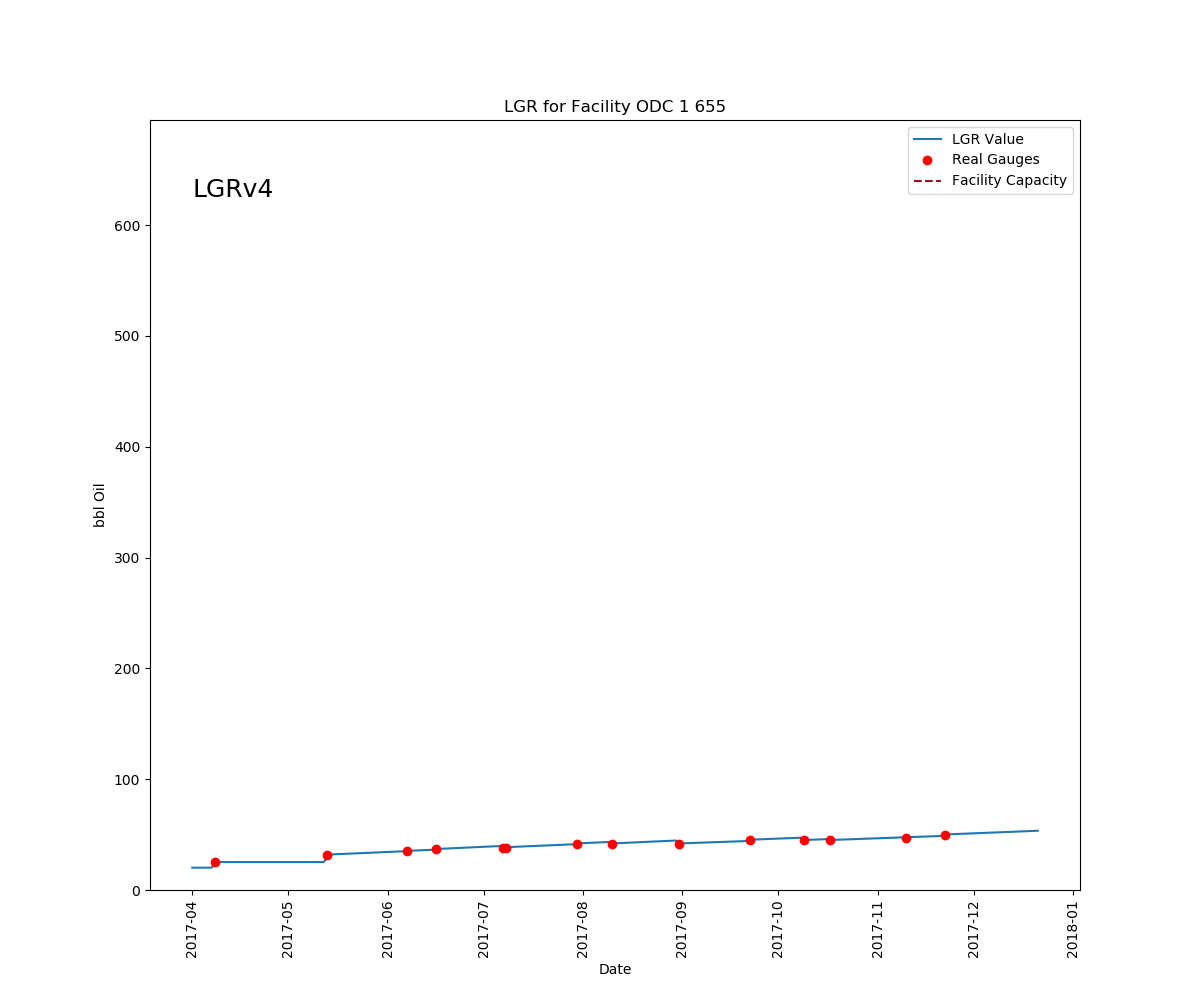 LGR for Facility ODC 1 655
LGRv4
LGR Value
Real Gauges
Facility Capacity
600
500
400
300
200
100
0
bbl Oil
2017-04
2017-05
2017-06
2017-07
2017-08
2017-09
2017-10
2017-11
2017-12
2018-01
Date